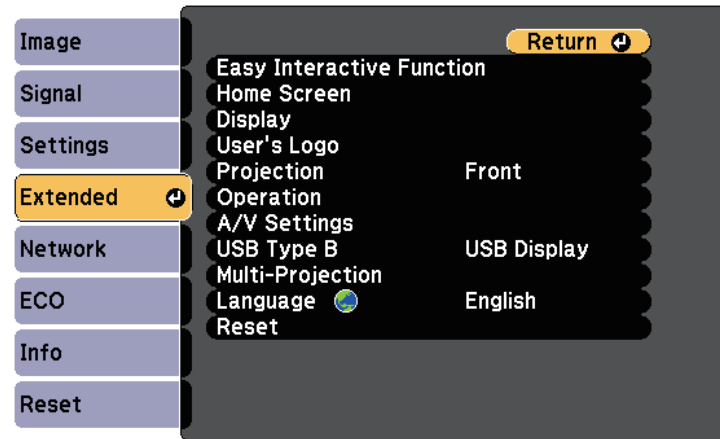 Image
Signal
Settings
Extended
Network
ECO
Info
Reset
Return
Easy Interactive Function
Home Screen
Display
User's Logo
Projection Front
Operation
A/V Settings
USB Type B USB Display
Multi-Projection
Language English
Reset